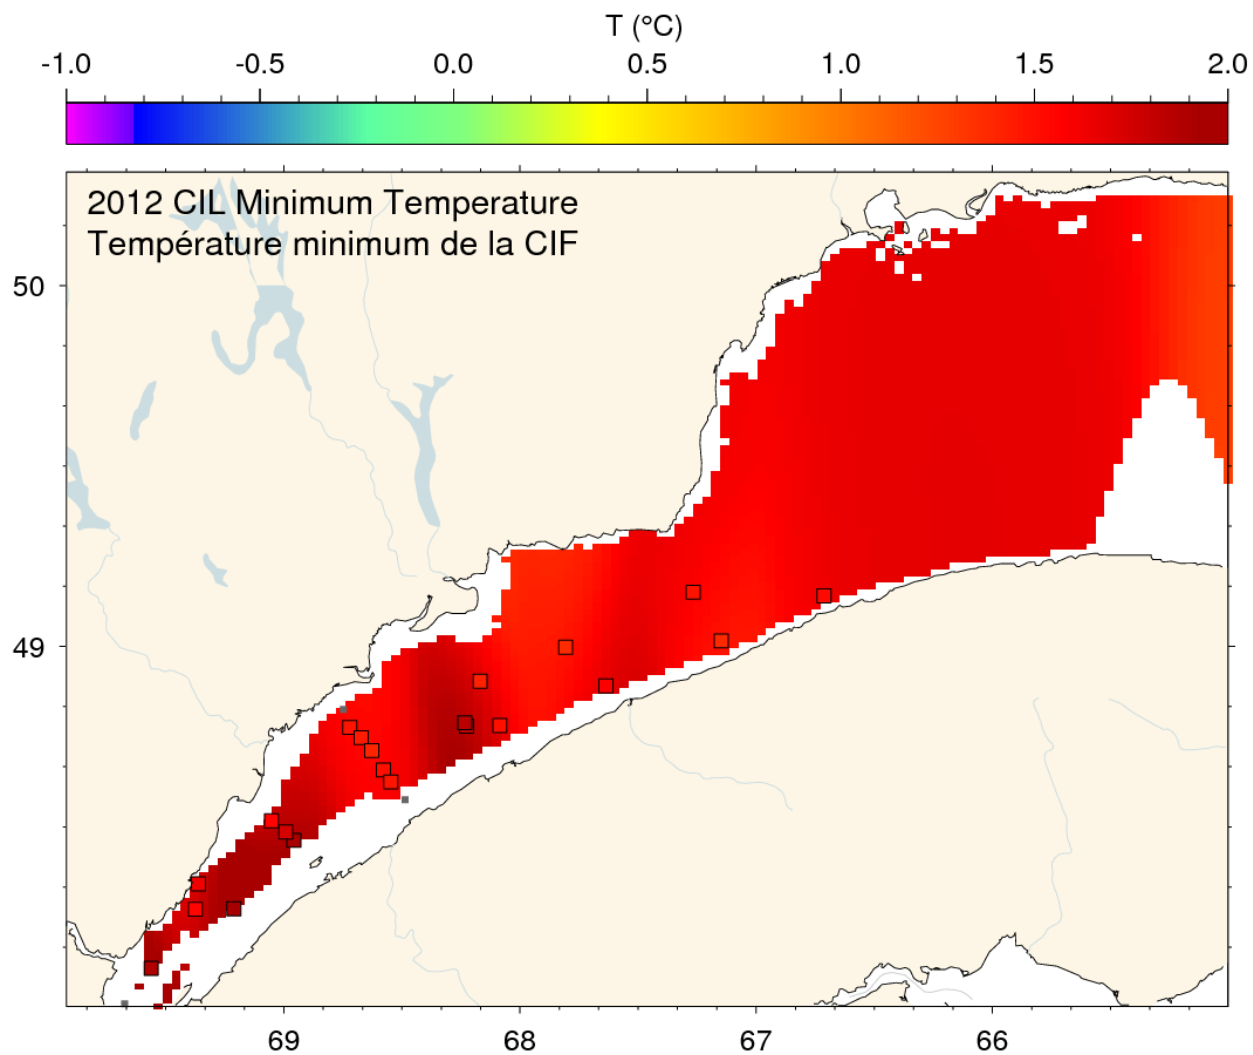 T (°C)
-1.0 -0.5 0.0 0.5 1.0 1.5 2.0
2012 CIL Minimum Temperature
Température minimum de la CIF
50
49
69 68 67 66